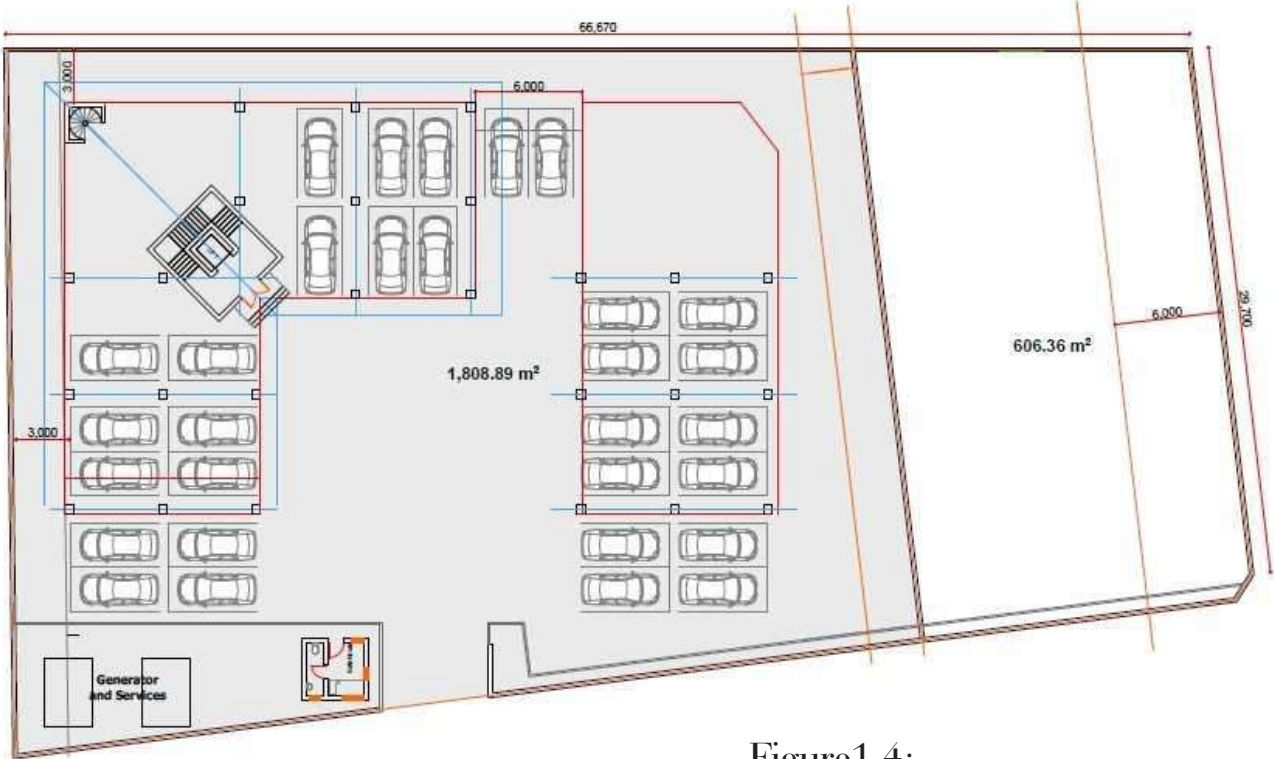 66,670
3,000
6,000
LIFT
29,700
6,000
606.36 m²
1,808.89 m²
3,000
Generator
and Services
Figure1.4: